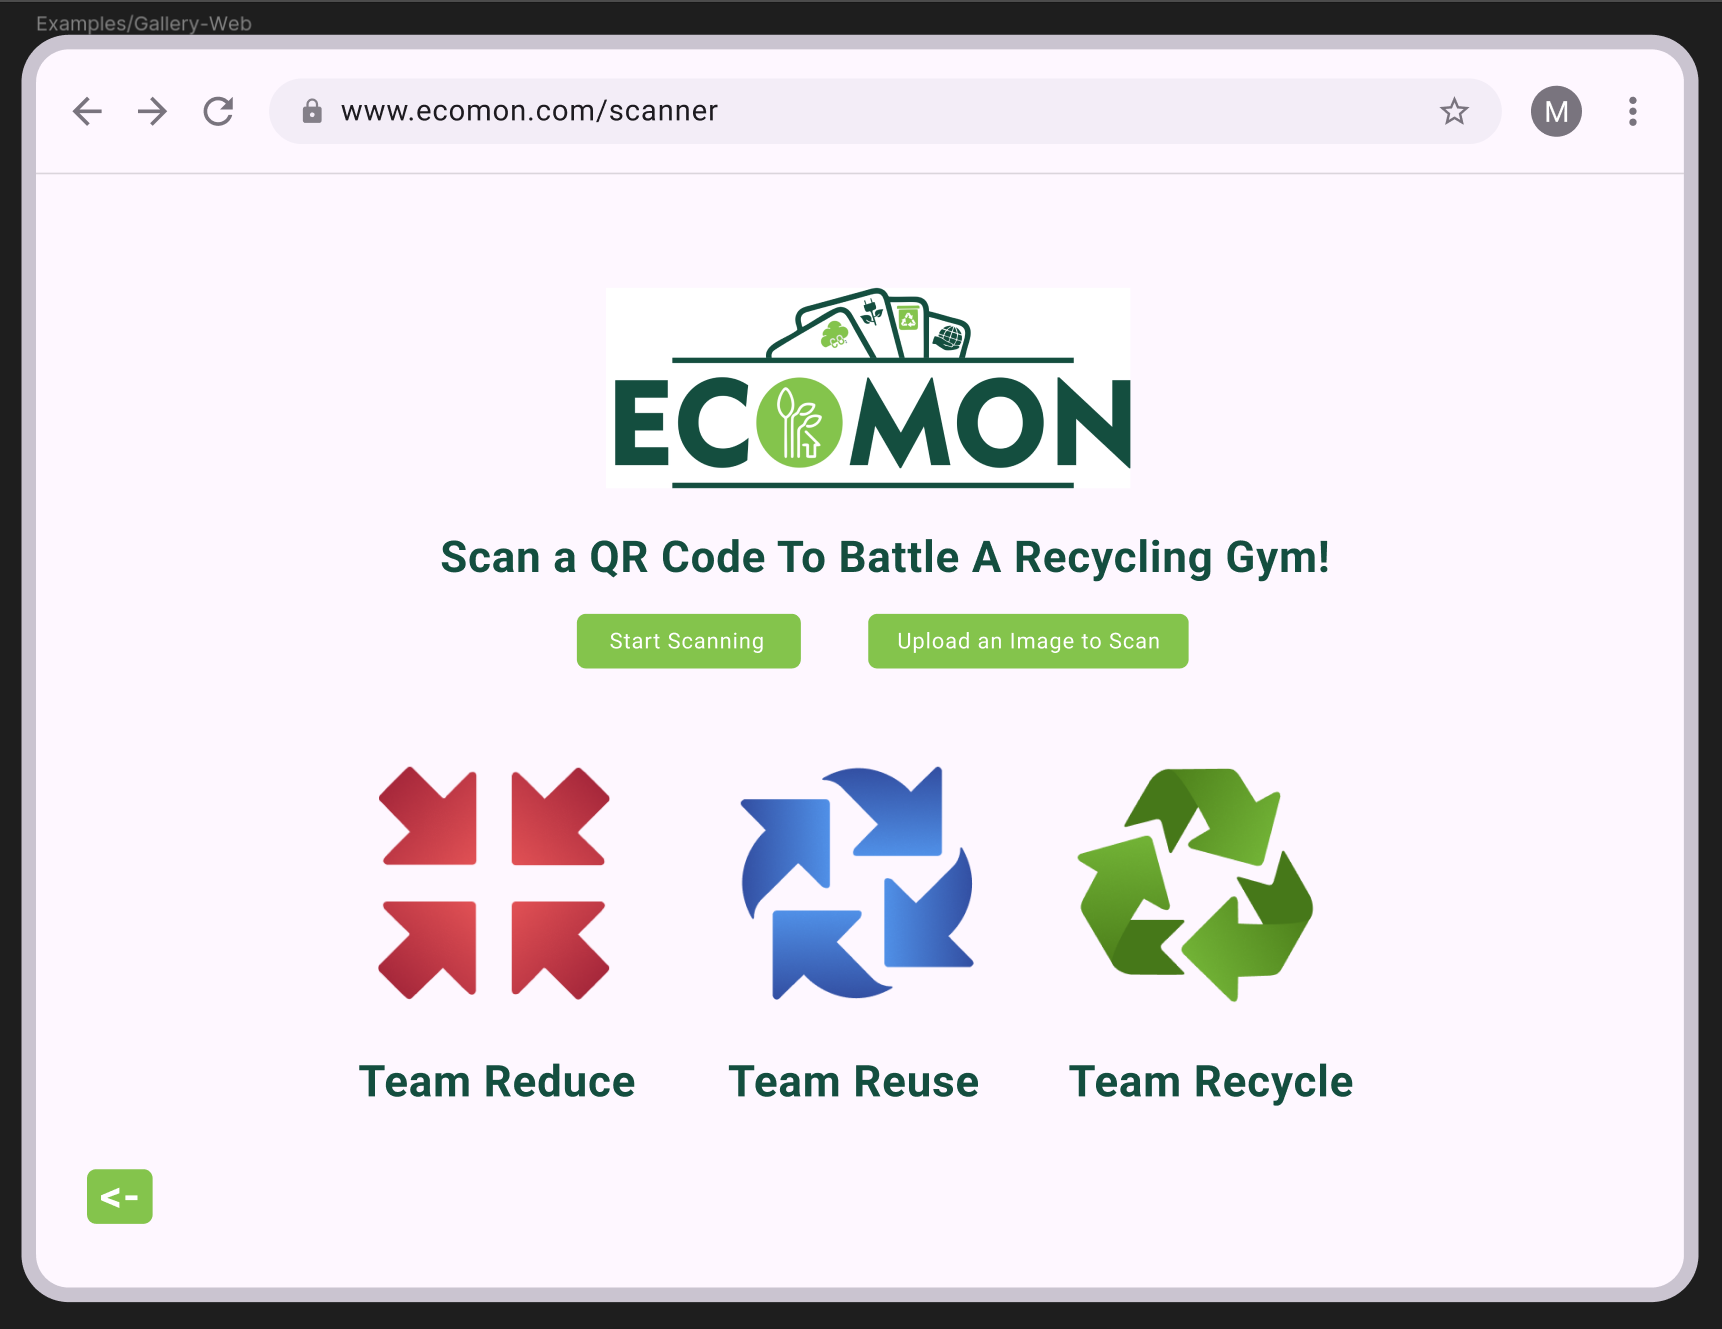 Examples/Gallery-Web
www.ecomon.com/scanner
M
CO₂
ECOMON
Scan a QR Code To Battle A Recycling Gym!
Start Scanning
Upload an Image to Scan
Team Reduce
Team Reuse
Team Recycle
<-